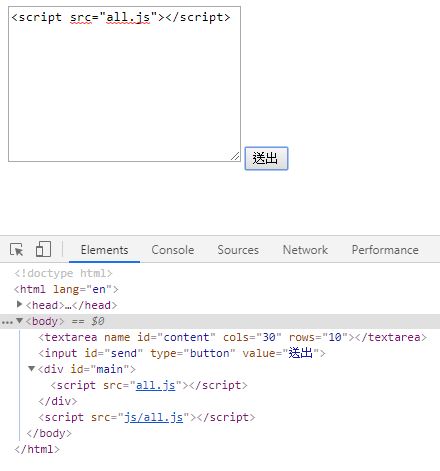 <script src="all.js"></script>
送出
Elements Console Sources Network Performance
<!doctype html>
<html lang="en">
<head>…</head>
<body> == $0
<textarea name id="content" cols="30" rows="10"></textarea>
<input id="send" type="button" value="送出">
<div id="main">
<script src="all.js"></script>
</div>
<script src="js/all.js"></script>
</body>
</html>